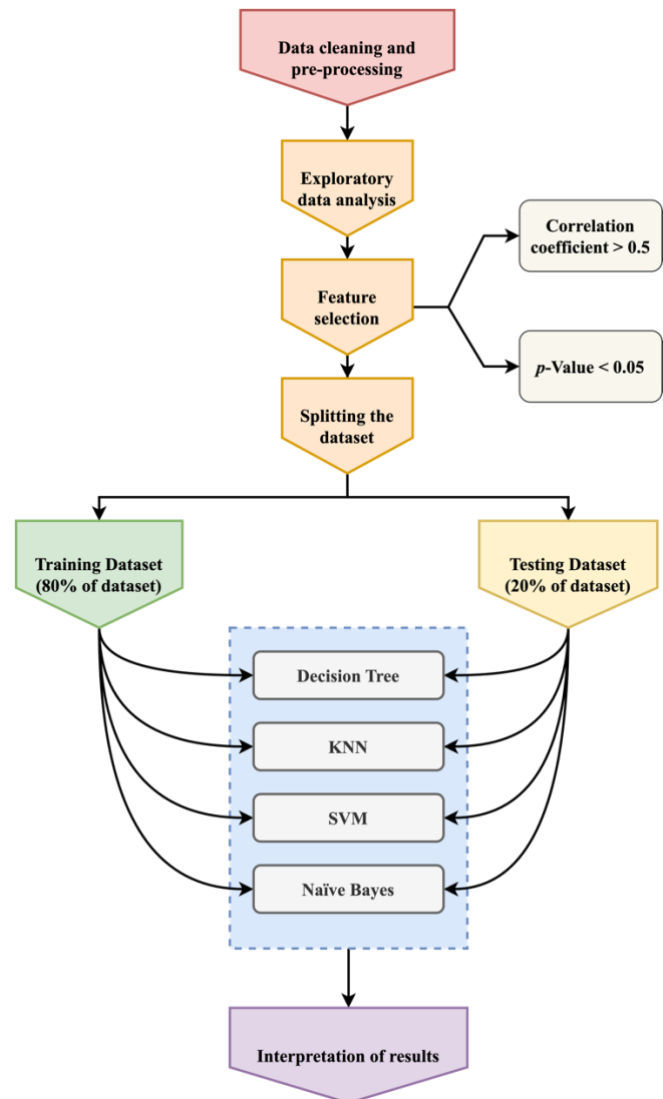 Data cleaning and
pre-processing
Exploratory
data analysis
Correlation
coefficient > 0.5
Feature
selection
p-Value < 0.05
Splitting the
dataset
Training Dataset
(80% of dataset)
Testing Dataset
(20% of dataset)
Decision Tree
KNN
SVM
Naïve Bayes
Interpretation of results